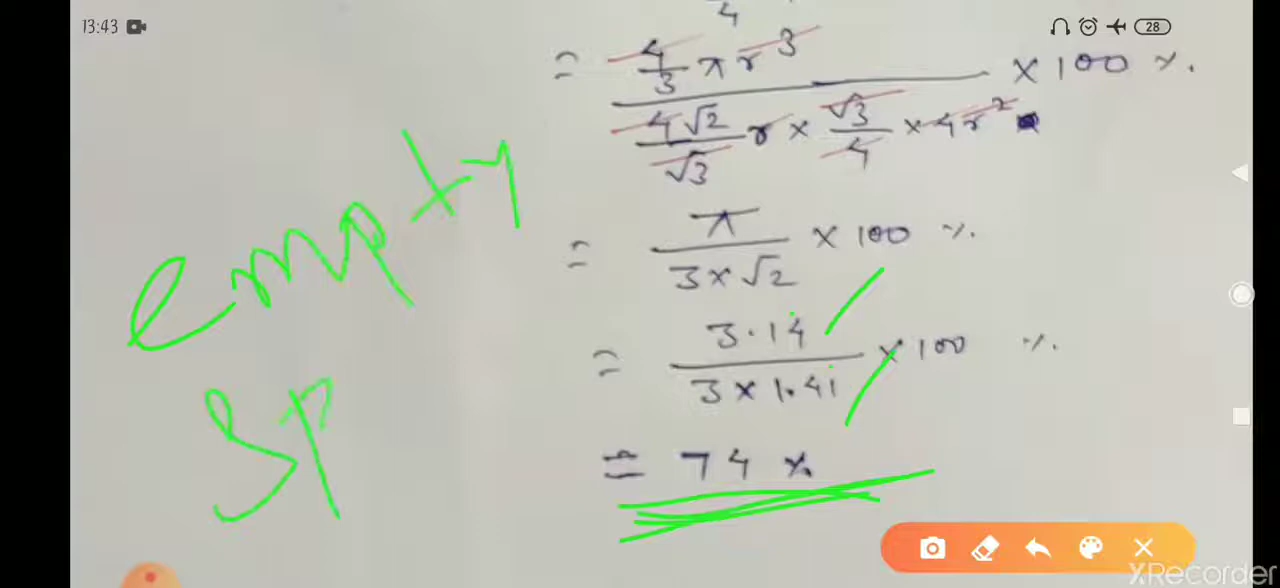 13:43
28
4
= 4/3 π r³
4√2/√3 r × √3/4 × 4r² × 100 %.
= π / 3×√2 × 100 %.
= 3.14 / 3 × 1.41 × 100 %.
= 74 %.
empty
sp
XRecorder